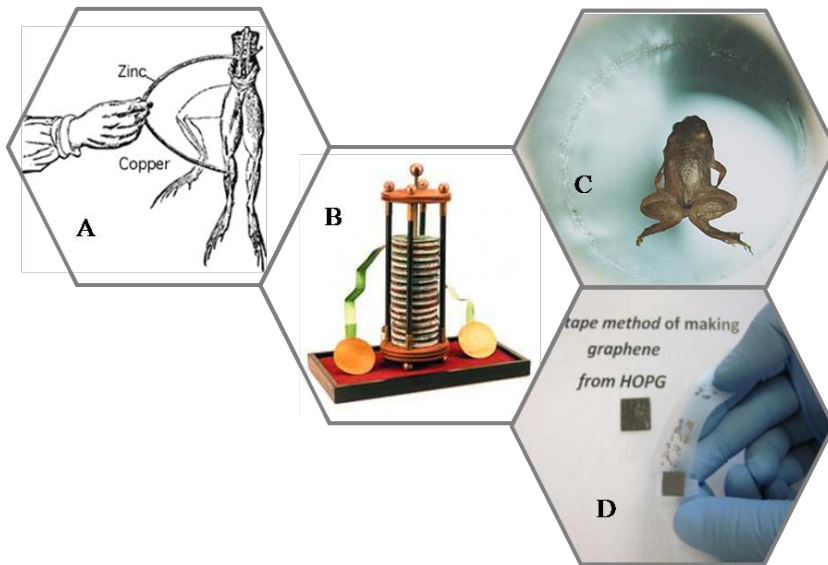 Zinc
Copper
A
B
C
tape method of making
graphene
from HOPG
D